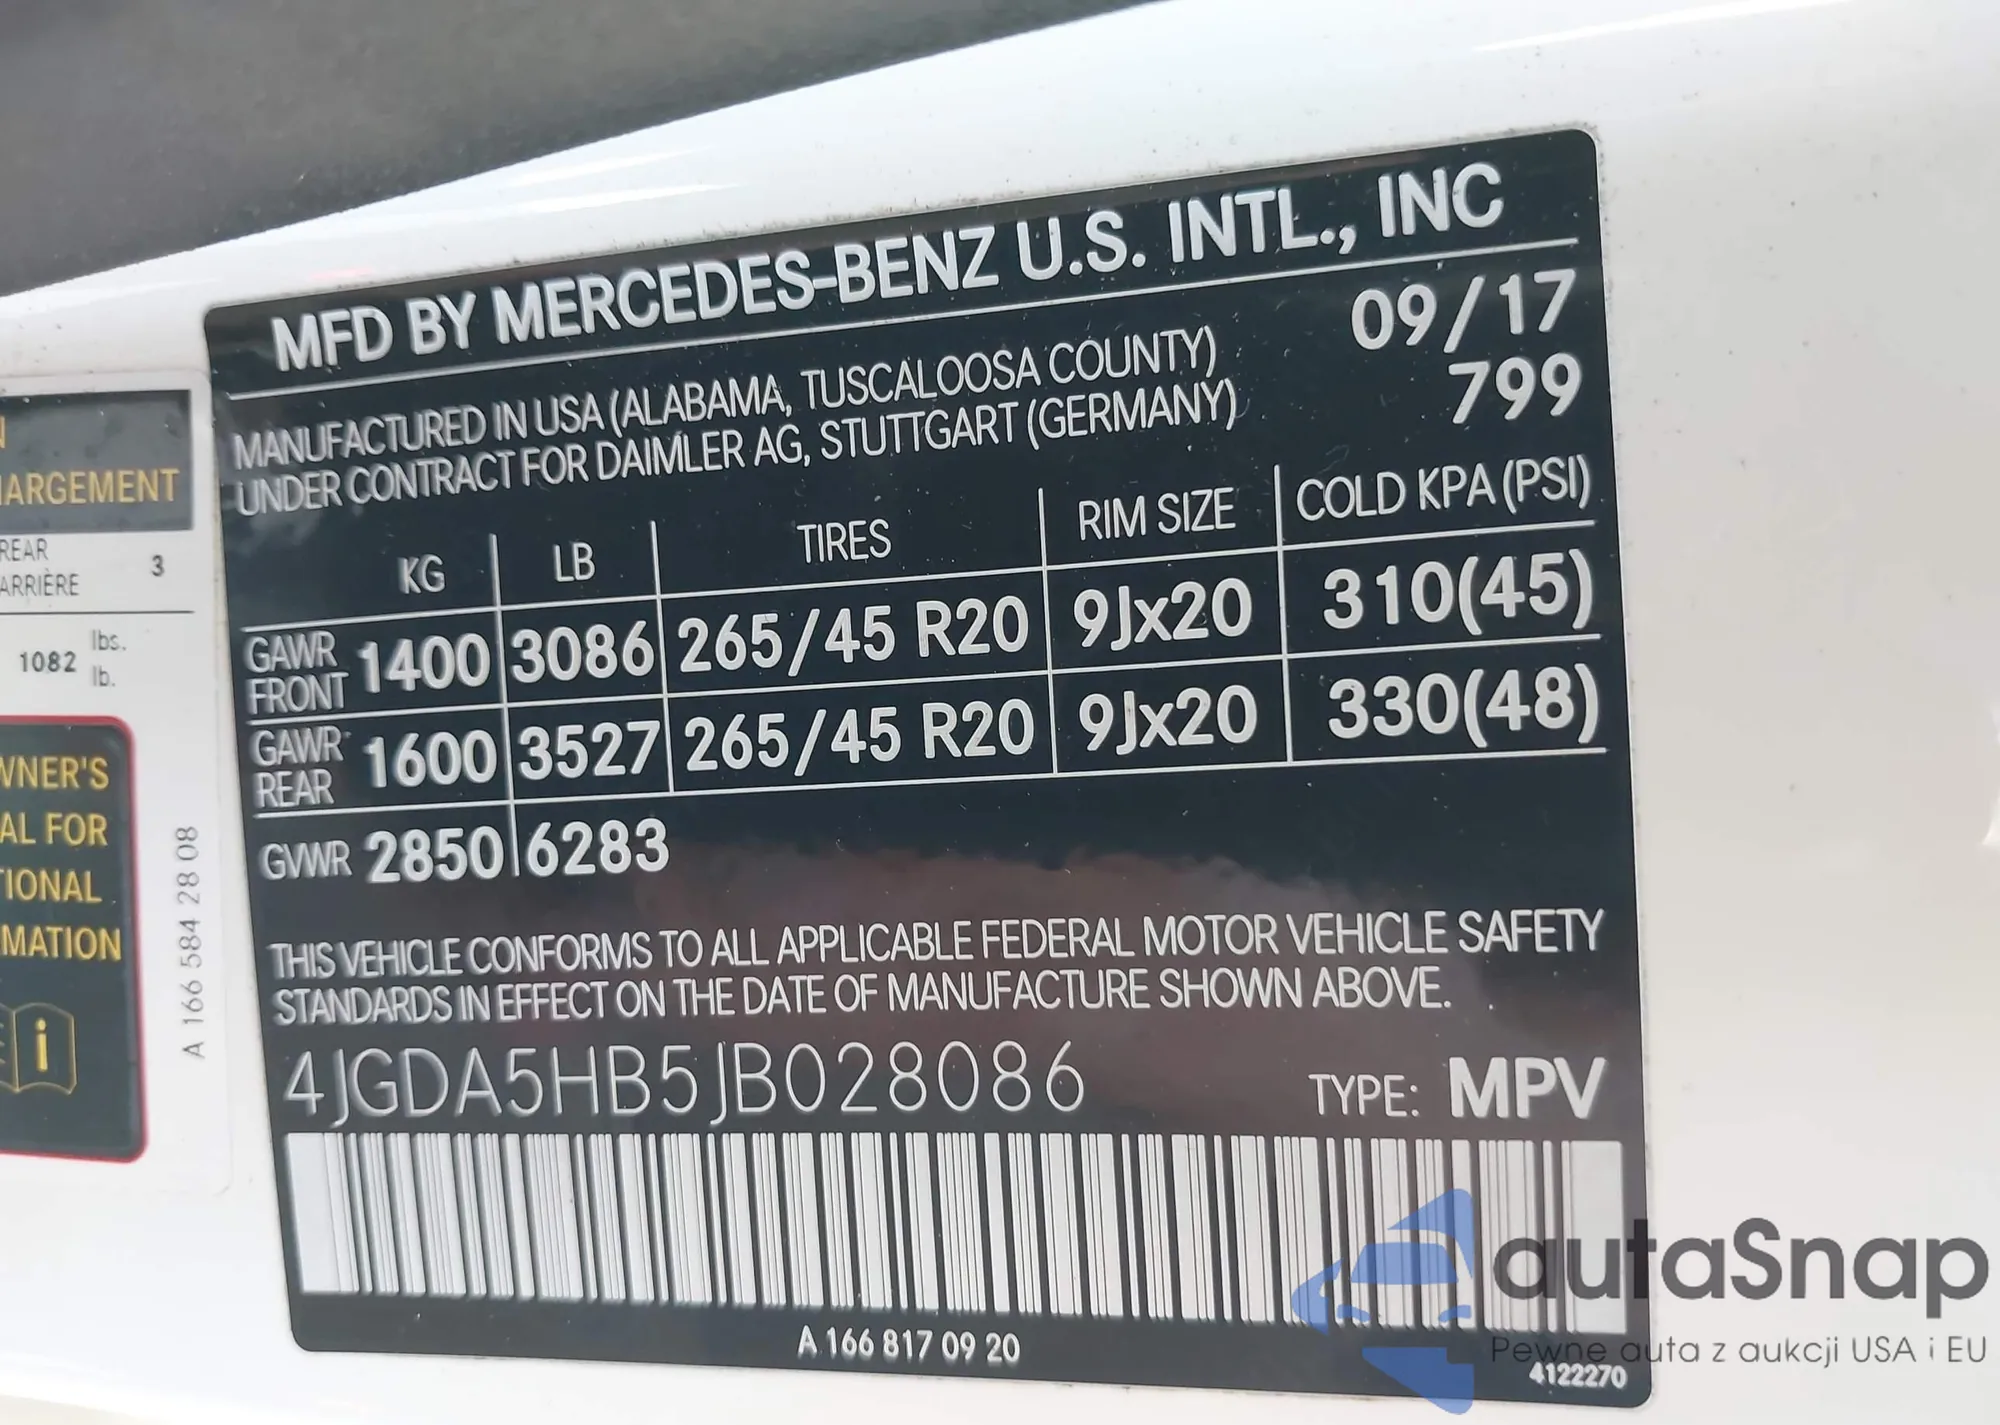 MFD BY MERCEDES-BENZ U.S. INTL., INC
MANUFACTURED IN USA (ALABAMA, TUSCALOOSA COUNTY)
UNDER CONTRACT FOR DAIMLER AG, STUTTGART (GERMANY)
09/17
799
KG LB TIRES RIM SIZE COLD KPA (PSI)
GAWR FRONT 1400 3086 265/45 R20 9Jx20 310(45)
GAWR REAR 1600 3527 265/45 R20 9Jx20 330(48)
GVWR 2850 6283
THIS VEHICLE CONFORMS TO ALL APPLICABLE FEDERAL MOTOR VEHICLE SAFETY
STANDARDS IN EFFECT ON THE DATE OF MANUFACTURE SHOWN ABOVE.
4JGDA5HB5JB028086 TYPE: MPV
A 166 817 09 20
4122270
REAR
ARRIÈRE 3
1082 lbs.
lb.
FOR
A 166 584 28 08
i
autaSnap
Pewne auta z aukcji USA i EU